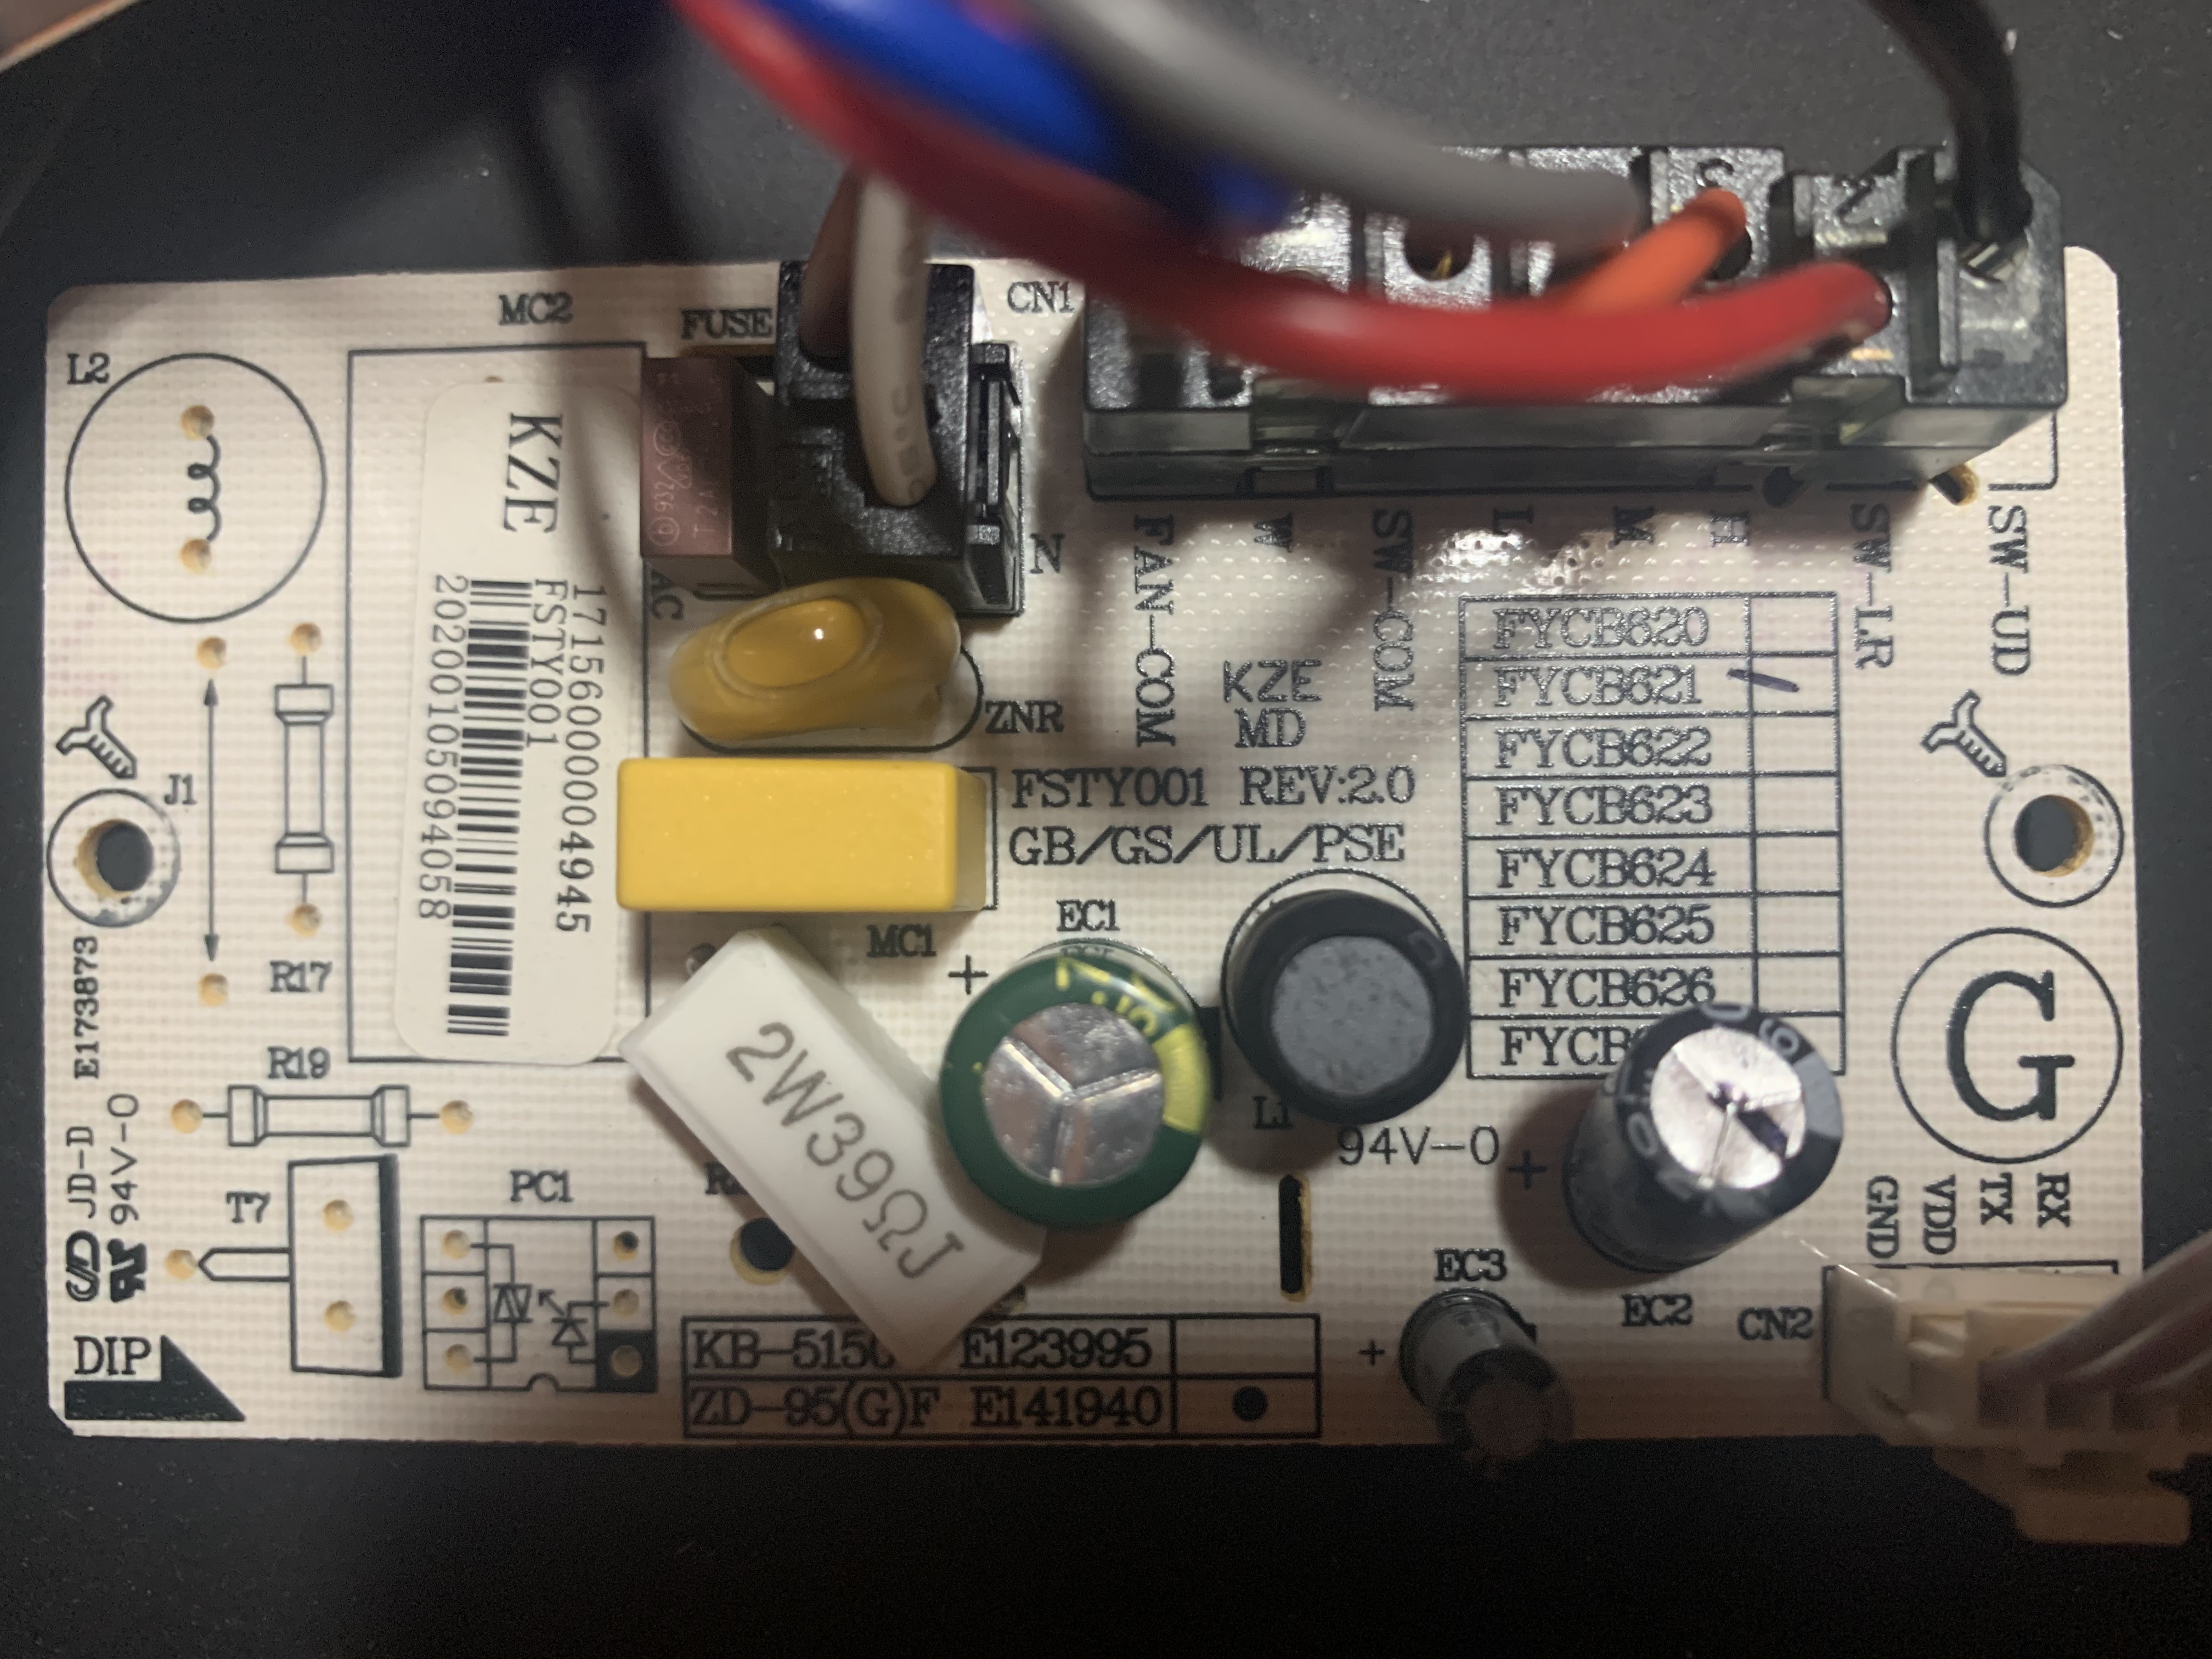 MC2
FUSE
CN1
L2
KZE
17156000004945
FSTY001
20200105094058
932
AC
N
FAN-COM
W
SW-COM
L
M
H
SW-LR
SW-UD
ZNR
KZE
MD
FSTY001 REV:2.0
GB/GS/UL/PSE
FYCB620
FYCB621
FYCB622
FYCB623
FYCB624
FYCB625
FYCB626
J1
R17
MC1
EC1
+
E173873
R19
JD-D
94V-0
2W39ΩJ
L1
94V-0
+
G
T7
PC1
GND
VDD
TX
RX
EC3
+
EC2
CN2
DIP
E123995
ZD-95(G)F E141940